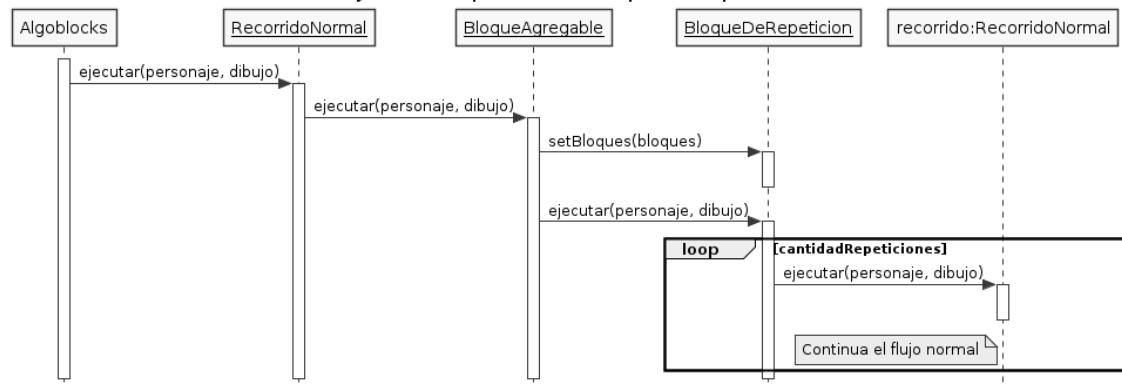 Algoblocks
RecorridoNormal
BloqueAgregable
BloqueDeRepeticion
recorrido:RecorridoNormal
ejecutar(personaje, dibujo)
ejecutar(personaje, dibujo)
setBloques(bloques)
ejecutar(personaje, dibujo)
loop
[cantidadRepeticiones]
ejecutar(personaje, dibujo)
Continua el flujo normal